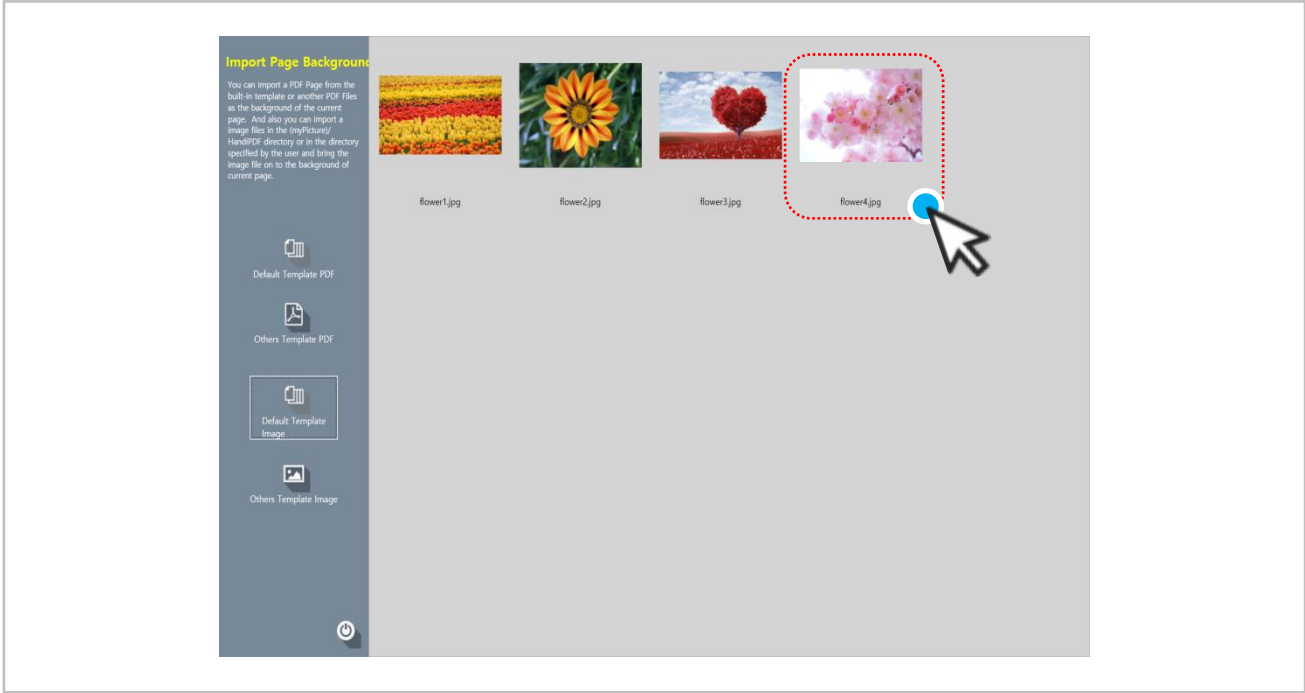 Import Page Background
You can import a PDF Page from the
built-in template or another PDF Files
as the background of the current
page. And also you can import a
image files in the (myPicture)/
HandiPDF directory or in the directory
specified by the user and bring the
image file on to the background of
current page.
flower1.jpg
flower2.jpg
flower3.jpg
flower4.jpg
Default Template PDF
Others Template PDF
Default Template
Image
Others Template Image